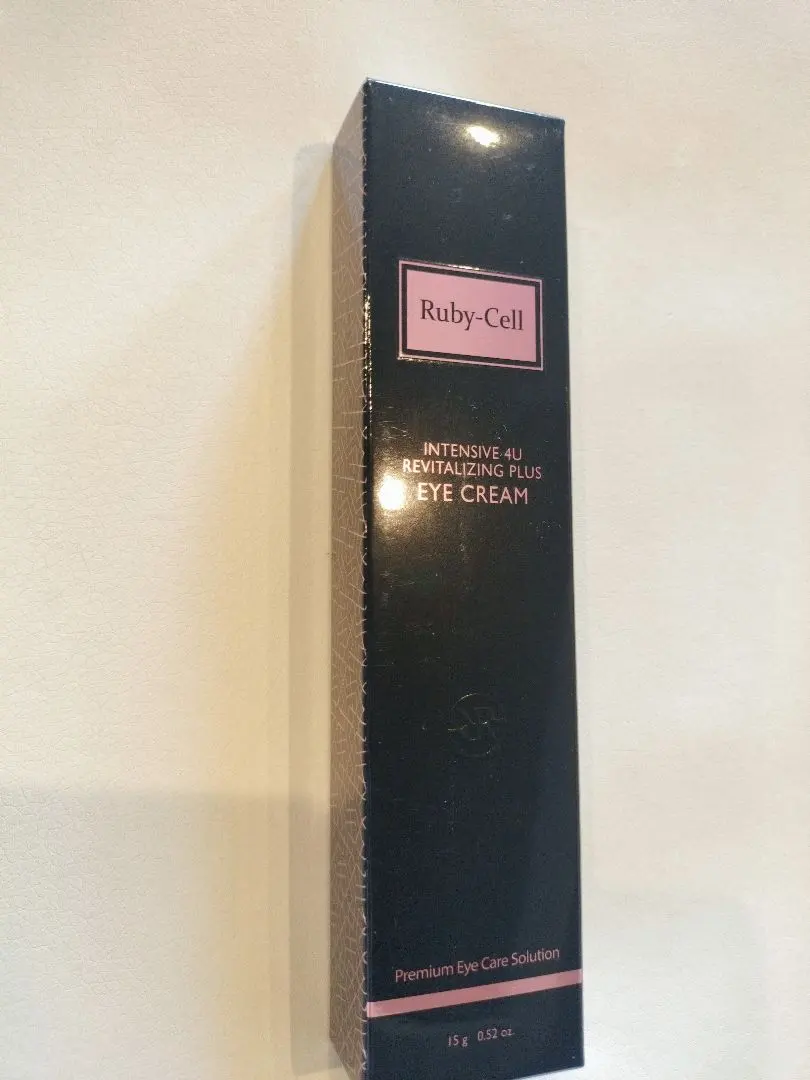 Ruby-Cell
INTENSIVE 4U
REVITALIZING PLUS
EYE CREAM
Premium Eye Care Solution
15 g 0.52 oz.